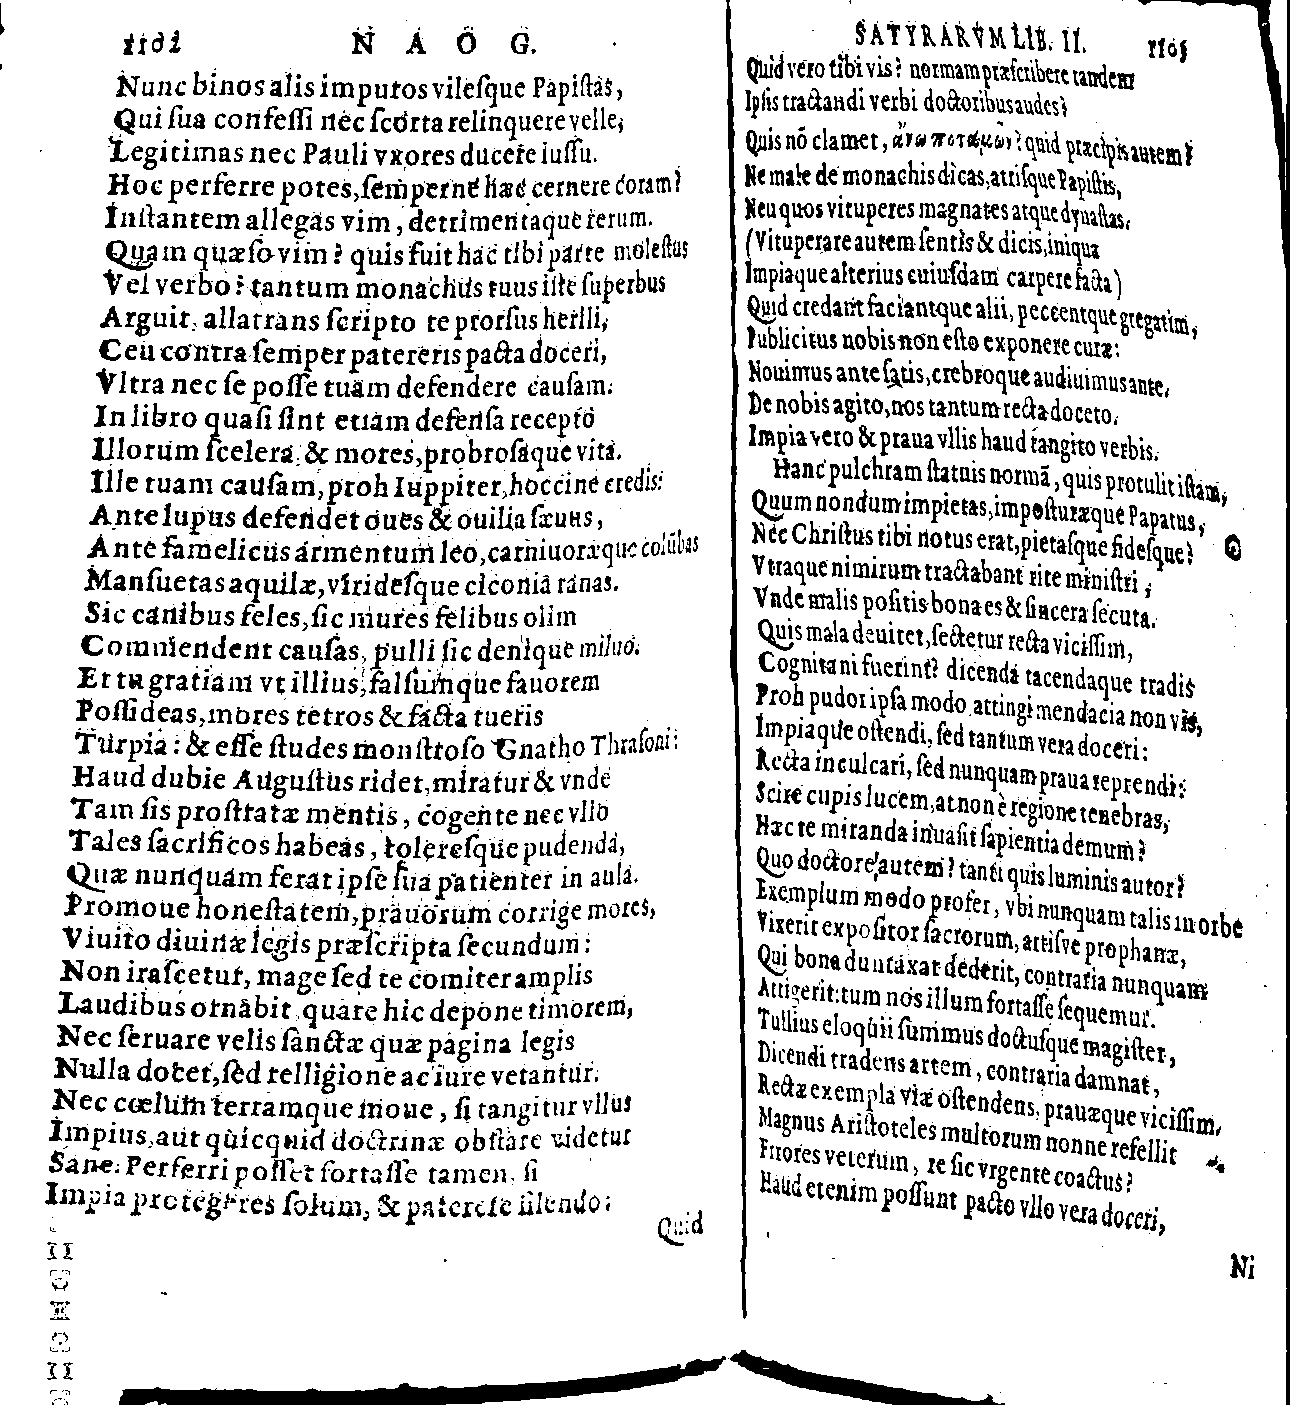 N A O G.
Nunc binos alis impuros vilesque Papistas,
Qui sua confessi nec scorta relinquere velle,
Legitimas nec Pauli vxores ducere iussu.
Hoc perferre potes, semperne hæc cernere coram?
Instantem allegas vim, detrimentaque rerum.
Quam quæso vim? quis fuit hac tibi parte molestus
Vel verbo? tantum monachus tuus ille superbus
Arguit, allatrans scripto te prorsus herili,
Ceu contra semper patereris pacta doceri,
Vltra nec se posse tuam defendere causam.
In libro quasi sint etiam defensa recepto
Illorum scelera, & mores, probrosaque vita.
Ille tuam causam, proh Iuppiter, hoccine credis?
Ante lupus defendet oues & ouilia sæuus,
Ante famelicus armentum leo, carniuoræque colũbas
Mansuetas aquilæ, viridesque ciconia ranas.
Sic canibus feles, sic mures felibus olim
Commendent causas, pulli sic denique miluo.
Et tu gratiam vt illius, falsumque fauorem
Possideas, mores tetros & facta tueris
Turpia: & esse studes monstroso Gnatho Thrasoni:
Haud dubie Augustus ridet, miratur & vnde
Tam sis prostratæ mentis, cogente nec vllo
Tales sacrificos habeas, toleresque pudenda,
Quæ nunquam ferat ipse sua patienter in aula.
Promoue honestatem, prauorum corrige mores,
Viuito diuinæ legis præscripta secundum:
Non irascetur, mage sed te comiter amplis
Laudibus ornabit, quare hic depone timorem,
Nec seruare velis sanctæ quæ pagina legis
Nulla docet, sed relligione ac iure vetantur.
Nec cœlum terramque moue, si tangitur vllus
Impius, aut quicquid doctrinæ obstare videtur
Sane. Perferri posset fortasse tamen, si
Impia protegeres solum, & paterere silendo:
Quid
SATYRARVM LIB. II.
Quid vero tibi vis? normam præscribere tandem
Ipsis tractandi verbi doctoribus audes?
Quis nõ clamet, ἄνω ποταμῶν? quid præcipis autem?
Ne male de monachis dicas, attisque Papistis,
Neu quos vituperes magnates atque dynastas.
(Vituperare autem sentis & dicis, iniqua
Impiaque alterius cuiusdam carpere facta)
Quid credant faciantque alii, peccentque gregatim,
Publicitus nobis non esto exponere curæ:
Nouimus ante satis, crebroque audiuimus ante,
De nobis agito, nos tantum recta doceto.
Impia vero & praua vllis haud tangito verbis.
Hanc pulchram statuis normã, quis protulit istam,
Quum nondum impietas, imposturæque Papatus,
Nec Christus tibi notus erat, pietasque fidesque?
Vtraque nimirum tractabant rite ministri,
Vnde malis positis bona es & sincera secuta.
Quis mala deuitet, sectetur recta vicissim,
Cognita ni fuerint? dicenda tacendaque tradis
Proh pudor ipsa modo attingi mendacia non vis,
Impiaque ostendi, sed tantum vera doceri:
Recta inculcari, sed nunquam praua reprendi:
Scire cupis lucem, at non è regione tenebras,
Hæc te miranda inuasit sapientia demum?
Quo doctore autem? tanti quis luminis autor?
Exemplum modo profer, vbi nunquam talis in orbe
Vixerit expositor sacrorum, artisve prophanæ,
Qui bona duntaxat dederit, contraria nunquam
Attigerit: tum nos illum fortasse sequemur.
Tullius eloquii summus doctusque magister,
Dicendi tradens artem, contraria damnat,
Rectæ exempla viæ ostendens, prauæque vicissim,
Magnus Aristoteles multorum nonne refellit
Errores veterum, re sic vrgente coactus?
Haud etenim possunt pacto vllo vera doceri,
Ni